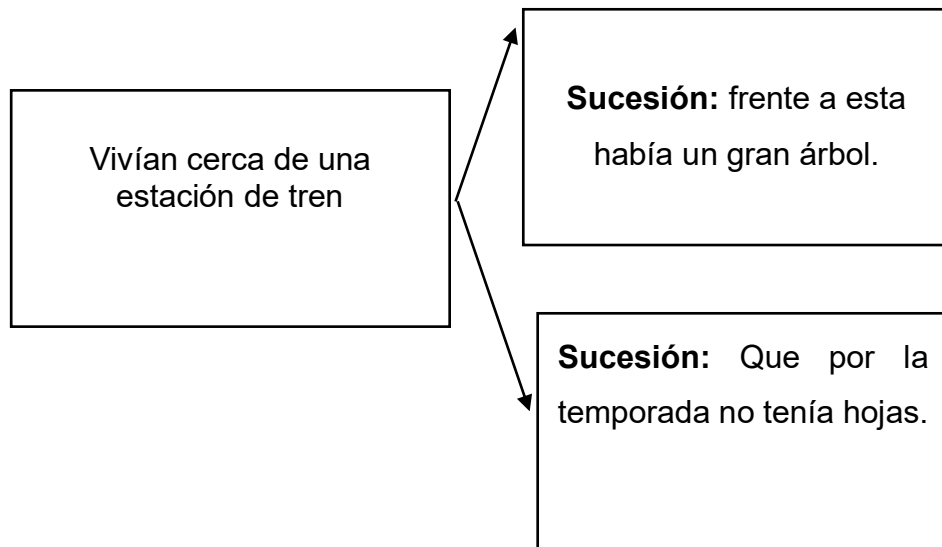 Vivían cerca de una
estación de tren
Sucesión: frente a esta
había un gran árbol.
Sucesión: Que por la
temporada no tenía hojas.